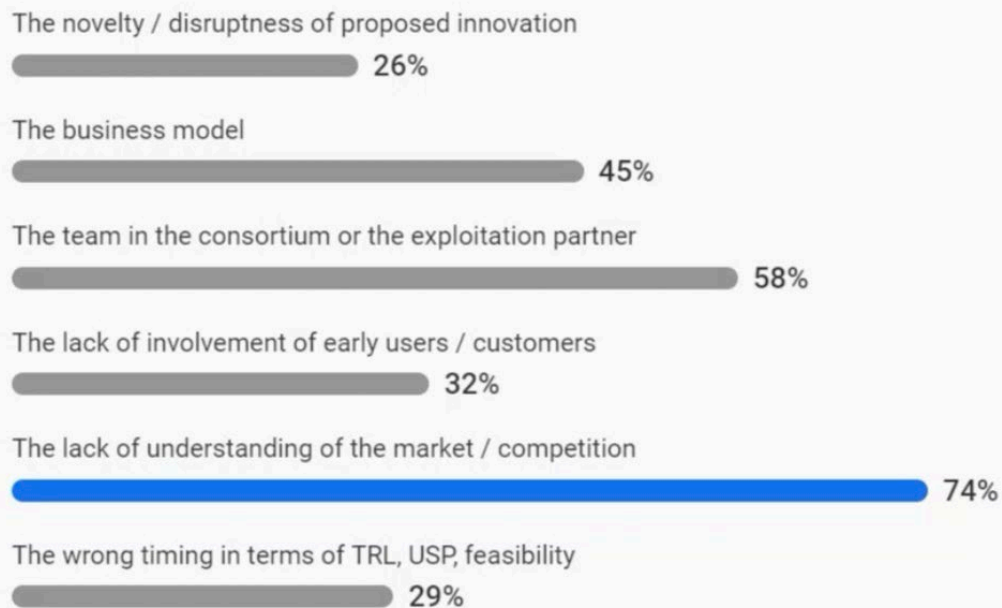 The novelty / disruptness of proposed innovation
26%
The business model
45%
The team in the consortium or the exploitation partner
58%
The lack of involvement of early users / customers
32%
The lack of understanding of the market / competition
74%
The wrong timing in terms of TRL, USP, feasibility
29%